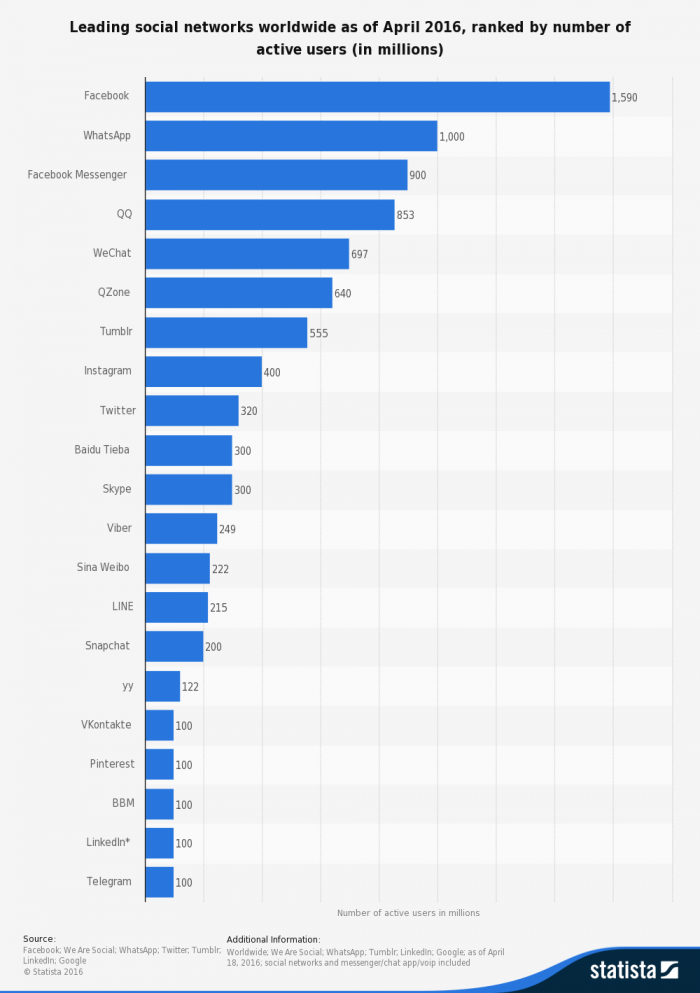 Leading social networks worldwide as of April 2016, ranked by number of
active users (in millions)
Facebook 1,590
WhatsApp 1,000
Facebook Messenger 900
QQ 853
WeChat 697
QZone 640
Tumblr 555
Instagram 400
Twitter 320
Baidu Tieba 300
Skype 300
Viber 249
Sina Weibo 222
LINE 215
Snapchat 200
yy 122
VKontakte 100
Pinterest 100
BBM 100
LinkedIn* 100
Telegram 100
Number of active users in millions
Source:
Facebook; We Are Social; WhatsApp; Twitter; Tumblr;
LinkedIn; Google
© Statista 2016
Additional Information:
Worldwide; We Are Social; WhatsApp; Tumblr; LinkedIn; Google; as of April
18, 2016; social networks and messenger/chat app/voip included
statista